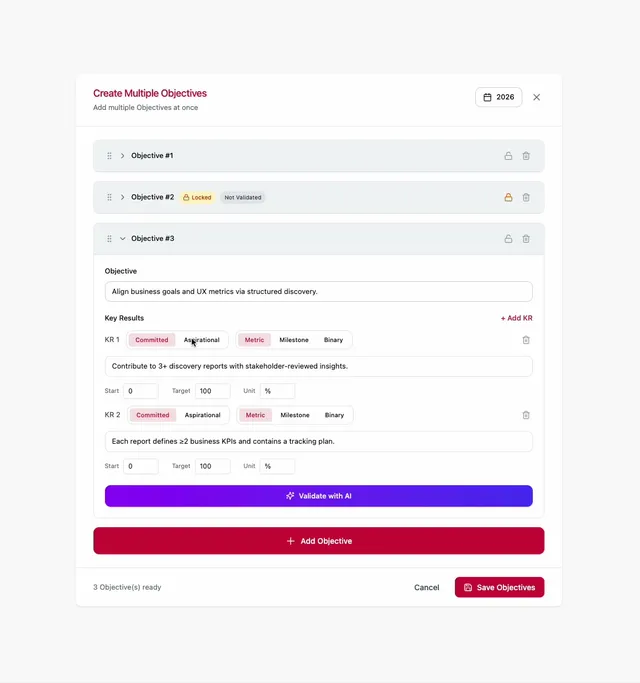 Create Multiple Objectives
Add multiple Objectives at once
2026
Objective #1
Objective #2 Locked Not Validated
Objective #3
Objective
Align business goals and UX metrics via structured discovery.
Key Results + Add KR
KR 1 Committed Aspirational Metric Milestone Binary
Contribute to 3+ discovery reports with stakeholder-reviewed insights.
Start 0 Target 100 Unit %
KR 2 Committed Aspirational Metric Milestone Binary
Each report defines ≥2 business KPIs and contains a tracking plan.
Start 0 Target 100 Unit %
Validate with AI
Add Objective
3 Objective(s) ready Cancel Save Objectives